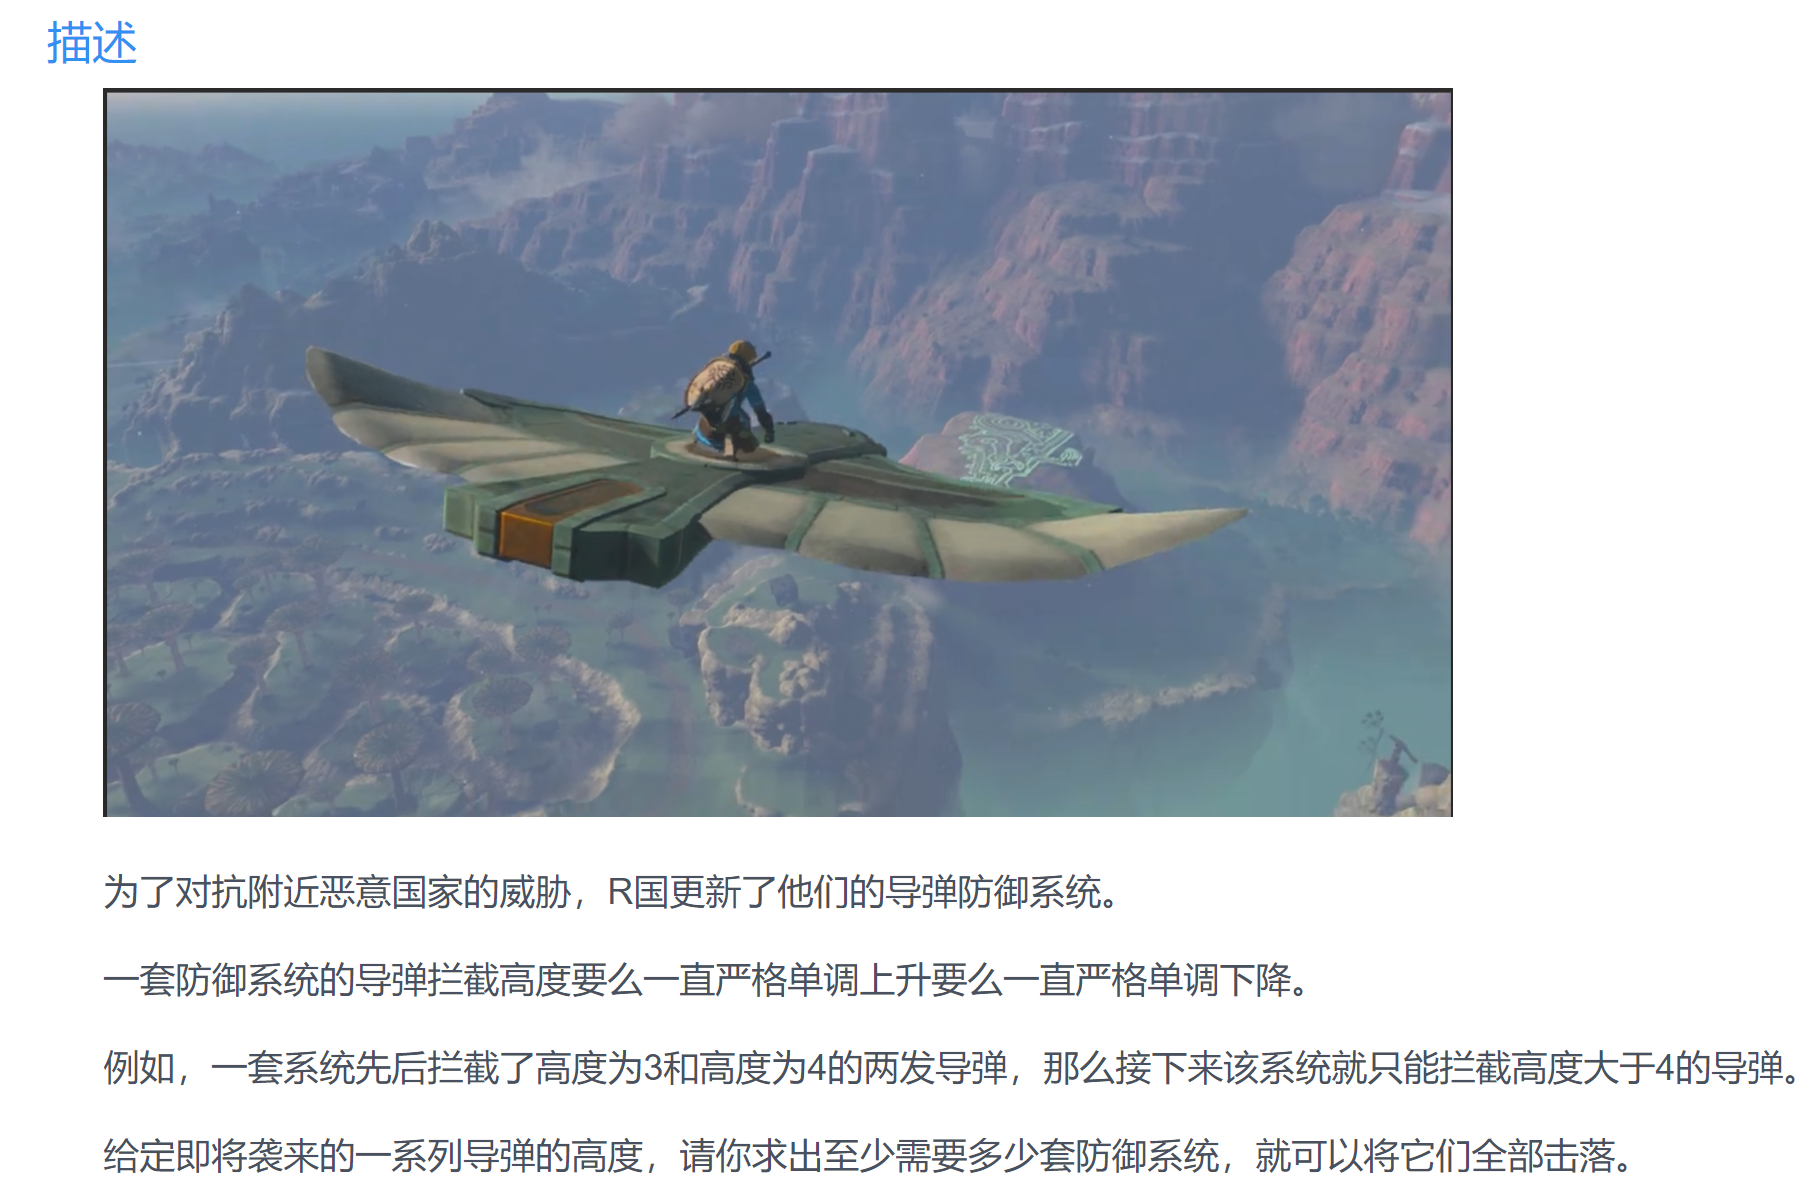 描述
为了对抗附近恶意国家的威胁，R国更新了他们的导弹防御系统。
一套防御系统的导弹拦截高度要么一直严格单调上升要么一直严格单调下降。
例如，一套系统先后拦截了高度为3和高度为4的两发导弹，那么接下来该系统就只能拦截高度大于4的导弹。
给定即将袭来的一系列导弹的高度，请你求出至少需要多少套防御系统，就可以将它们全部击落。